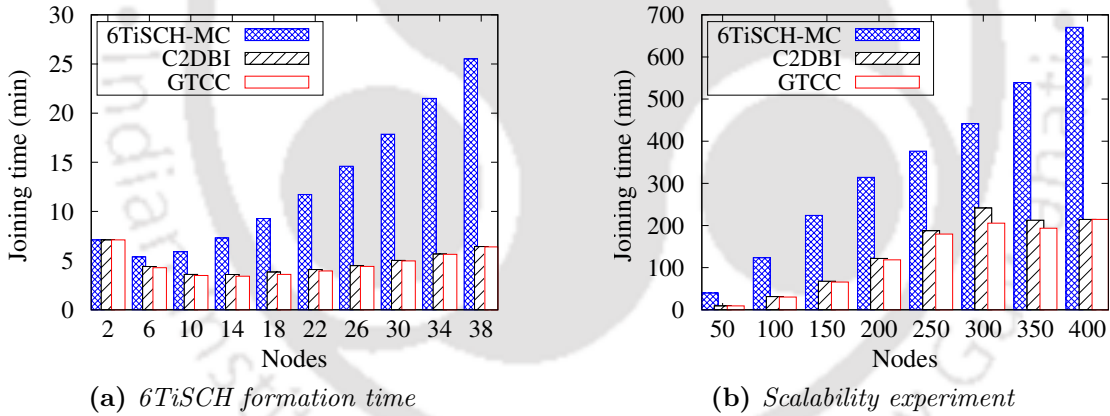 30
25
20
15
10
5
0
Joining time (min)
6TiSCH-MC
C2DBI
GTCC
2 6 10 14 18 22 26 30 34 38
Nodes
(a) 6TiSCH formation time
700
600
500
400
300
200
100
0
Joining time (min)
6TiSCH-MC
C2DBI
GTCC
50 100 150 200 250 300 350 400
Nodes
(b) Scalability experiment